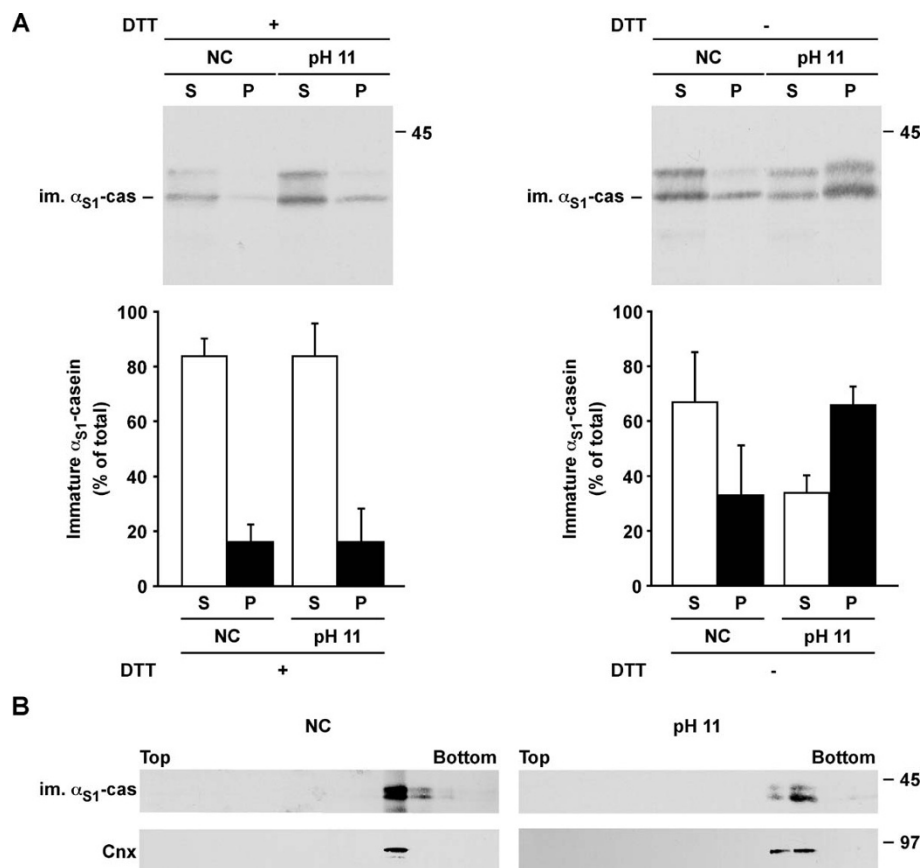 A
DTT + DTT -
NC pH 11 NC pH 11
S P S P S P S P
45 45
im. αS1-cas im. αS1-cas
100 100
80 80
60 60
40 40
20 20
0 0
Immature αS1-casein Immature αS1-casein
(% of total) (% of total)
S P S P S P S P
NC pH 11 NC pH 11
DTT + DTT -
B
NC pH 11
Top Bottom Top Bottom
im. αS1-cas 45
Cnx 97